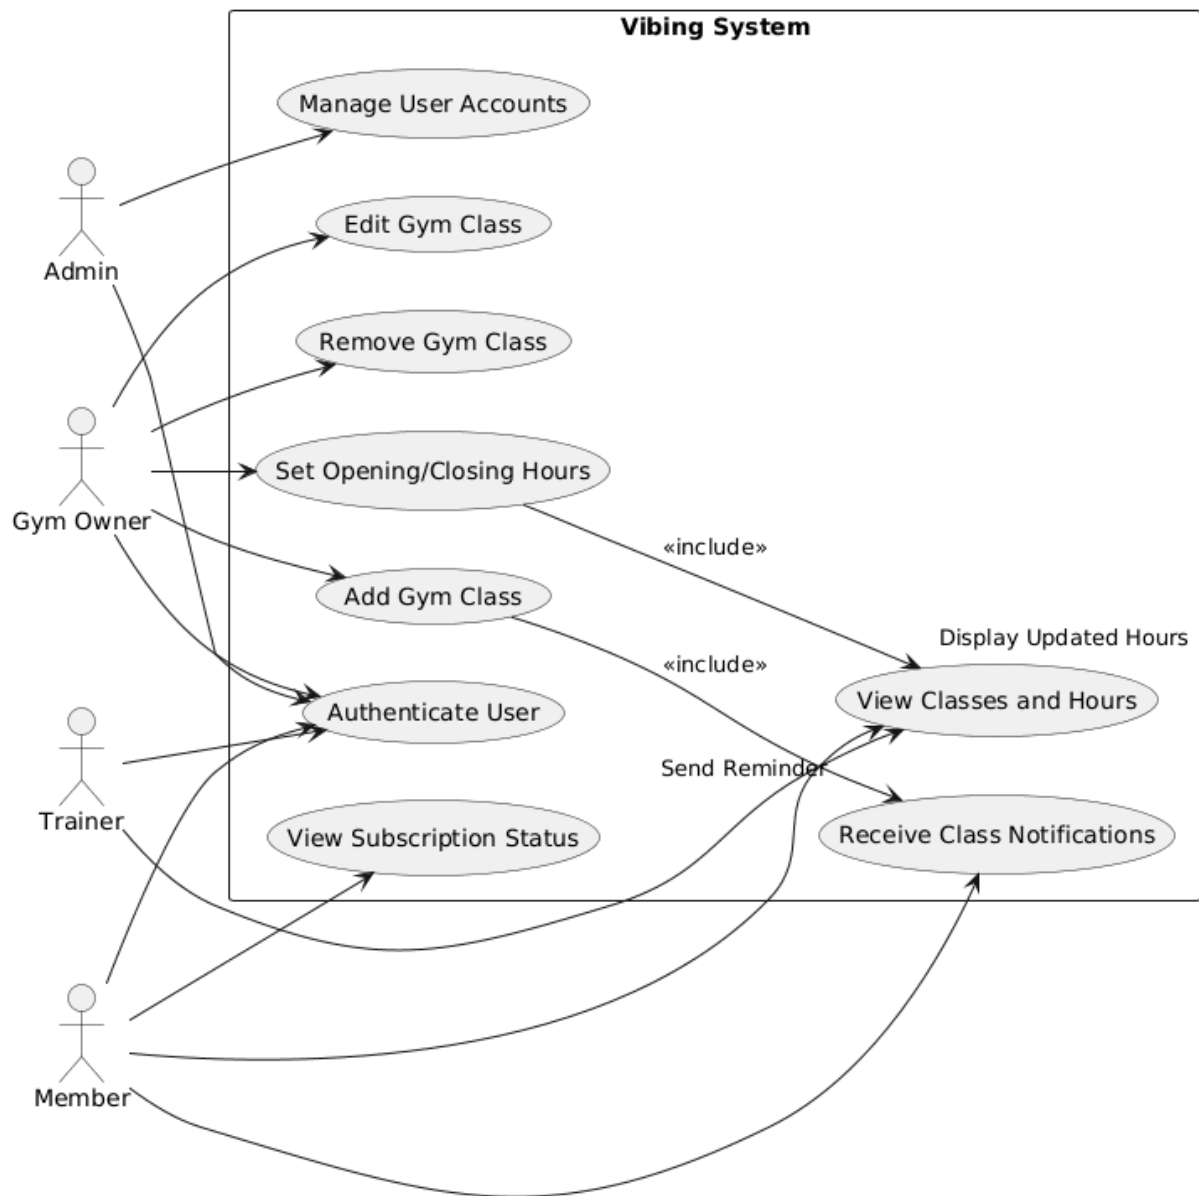 Vibing System
Manage User Accounts
Edit Gym Class
Admin
Remove Gym Class
Set Opening/Closing Hours
Gym Owner
«include»
Add Gym Class
Display Updated Hours
«include»
View Classes and Hours
Authenticate User
Send Reminder
Trainer
View Subscription Status
Receive Class Notifications
Member